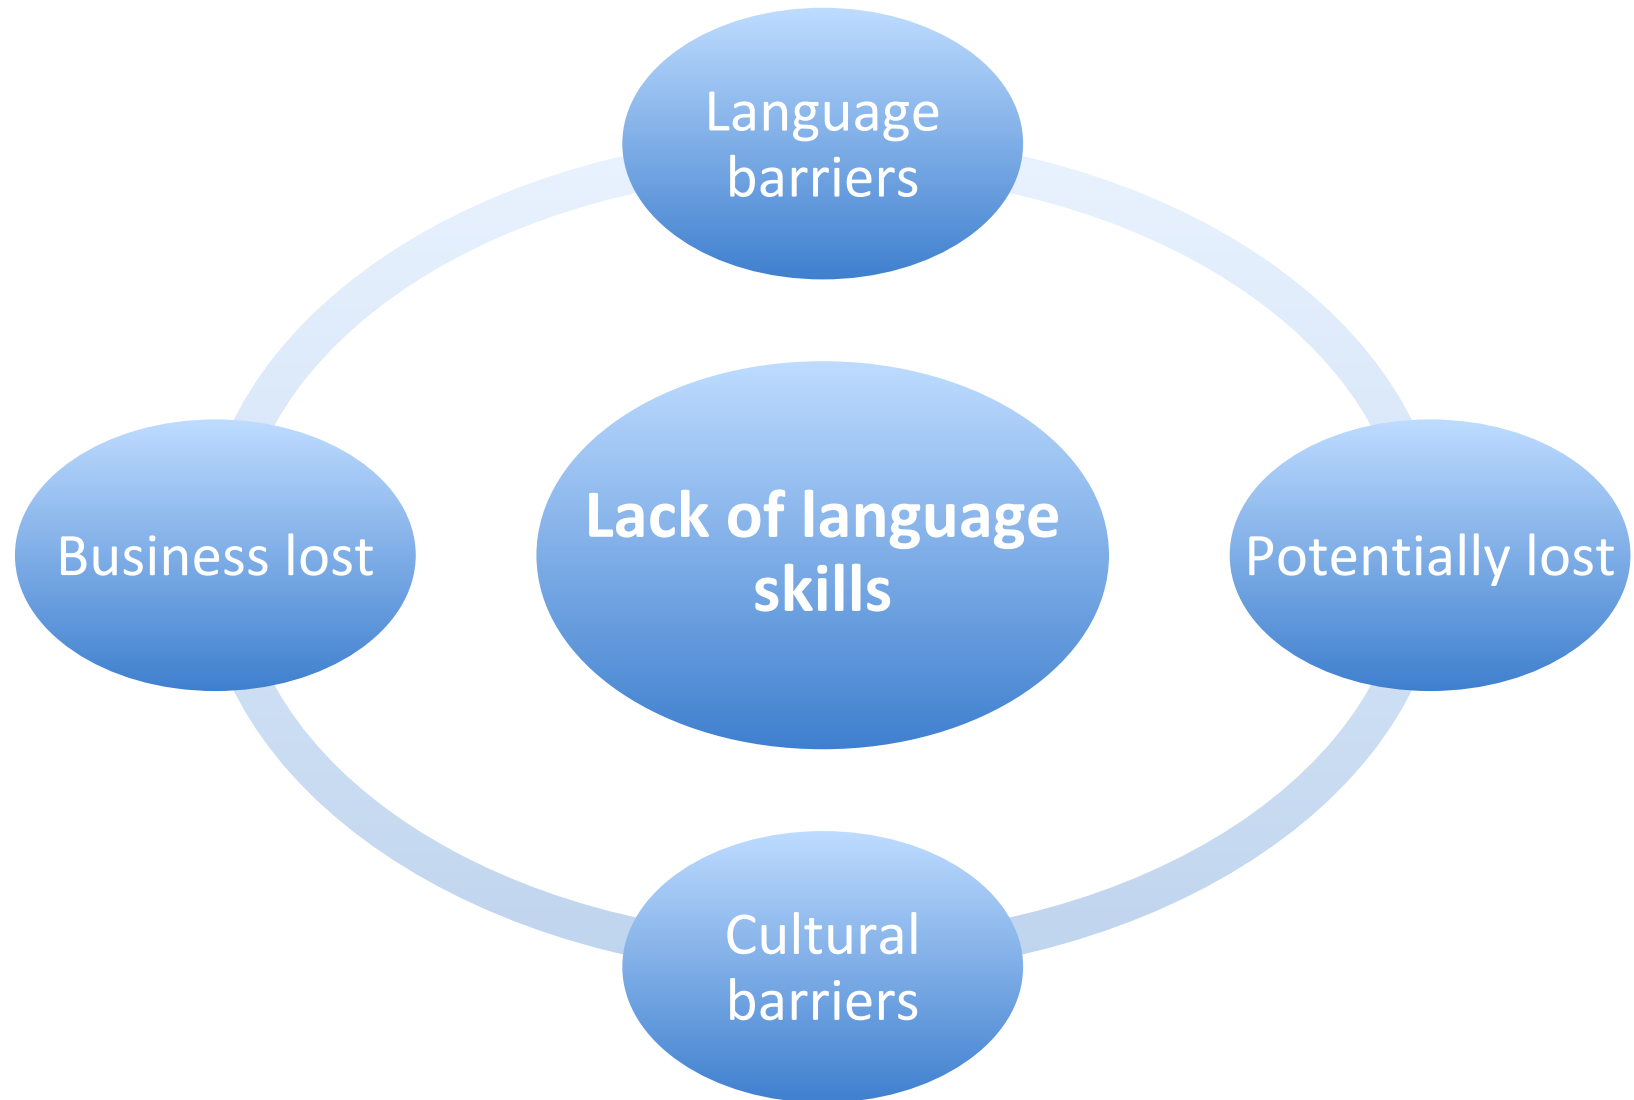 Language
barriers
Lack of language
skills
Business lost
Potentially lost
Cultural
barriers